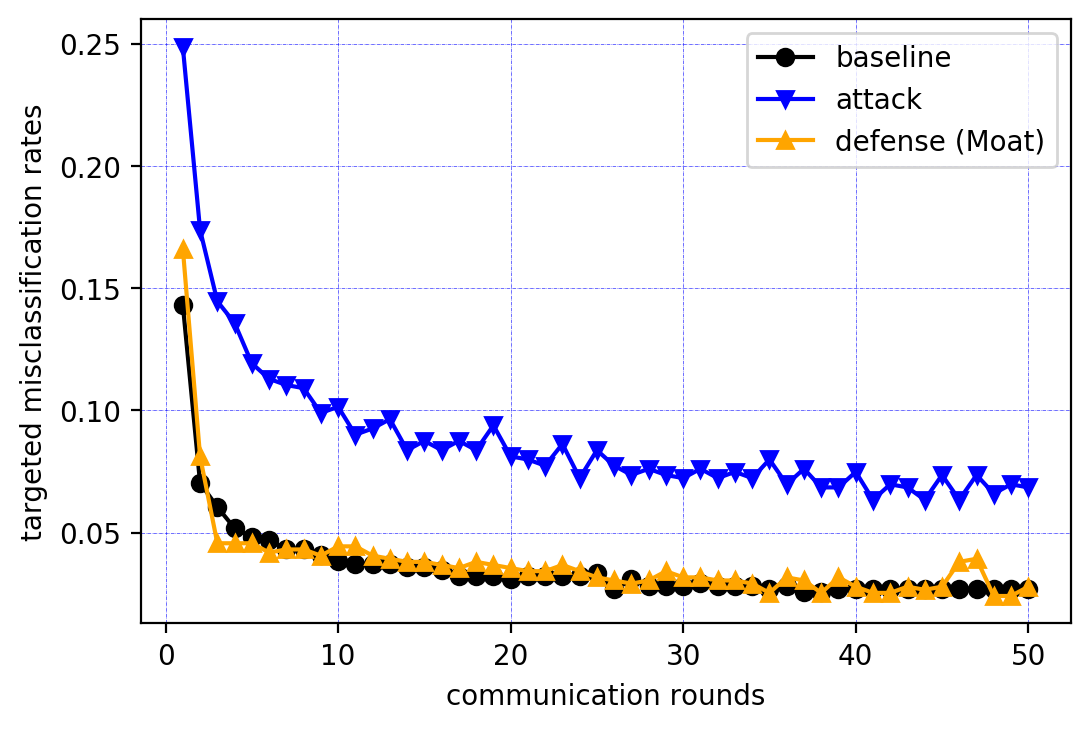 baseline
attack
defense (Moat)
0.25
0.20
0.15
0.10
0.05
targeted misclassification rates
0 10 20 30 40 50
communication rounds